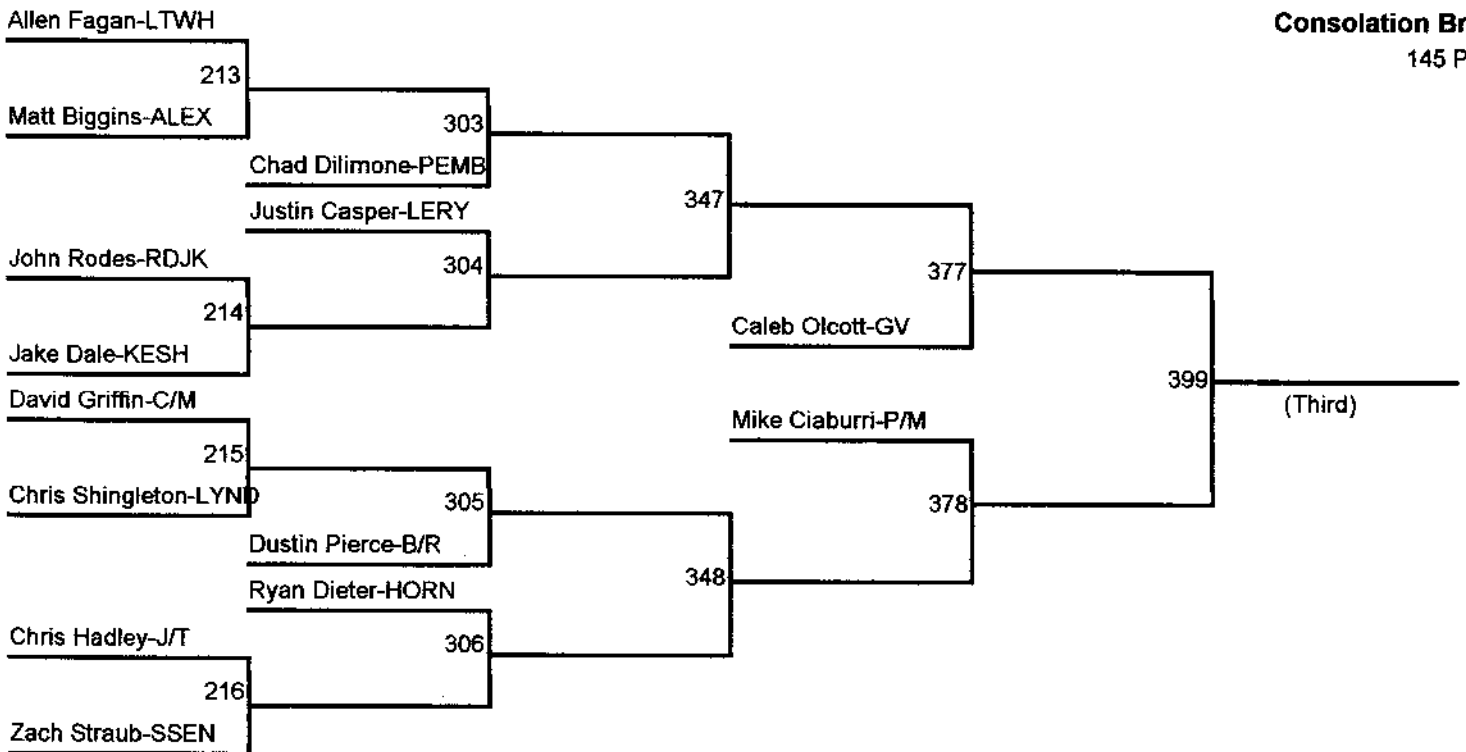 Allen Fagan-LTWH
Consolation Br
145 P
213
Matt Biggins-ALEX
303
Chad Dilimone-PEMB
347
Justin Casper-LERY
John Rodes-RDJK
304
377
214
Caleb Olcott-GV
Jake Dale-KESH
399
David Griffin-C/M
(Third)
Mike Ciaburri-P/M
215
Chris Shingleton-LYND
305
378
Dustin Pierce-B/R
348
Ryan Dieter-HORN
Chris Hadley-J/T
306
216
Zach Straub-SSEN